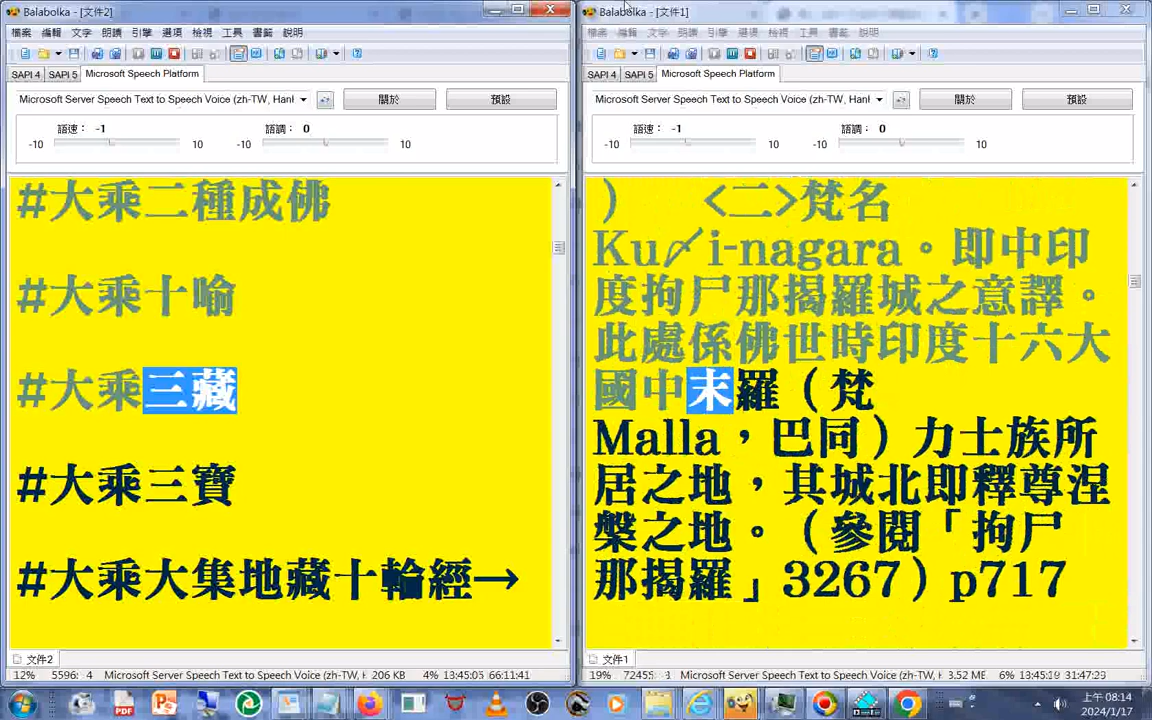 Balabolka - [文件2]
檔案 編輯 文字 朗讀 引擎 選項 檢視 工具 書籤 說明
SAPI 4 SAPI 5 Microsoft Speech Platform
Microsoft Server Speech Text to Speech Voice (zh-TW, Hanl
關於 預設
語速： -1 語調： 0
-10 10 -10 10
#大乘二種成佛
#大乘十喻
#大乘三藏
#大乘三寶
#大乘大集地藏十輪經→
文件2
12% 5596: 4 Microsoft Server Speech Text to Speech Voice (zh-TW, H 206 KB 4% 13:45:05 66:11:41
Balabolka - [文件1]
檔案 編輯 文字 朗讀 引擎 選項 檢視 工具 書籤 說明
SAPI 4 SAPI 5 Microsoft Speech Platform
Microsoft Server Speech Text to Speech Voice (zh-TW, Hanl
關於 預設
語速： -1 語調： 0
-10 10 -10 10
） <二>梵名
Ku〆i-nagara。即中印
度拘尸那揭羅城之意譯。
此處係佛世時印度十六大
國中末羅（梵
Malla，巴同）力士族所
居之地，其城北即釋尊涅
槃之地。（參閱「拘尸
那揭羅」3267）p717
文件1
19% Microsoft Server Speech Text to Speech Voice (zh-TW, 3.52 M 6% 31:47:29
PDF
上午 08:14
2024/1/17